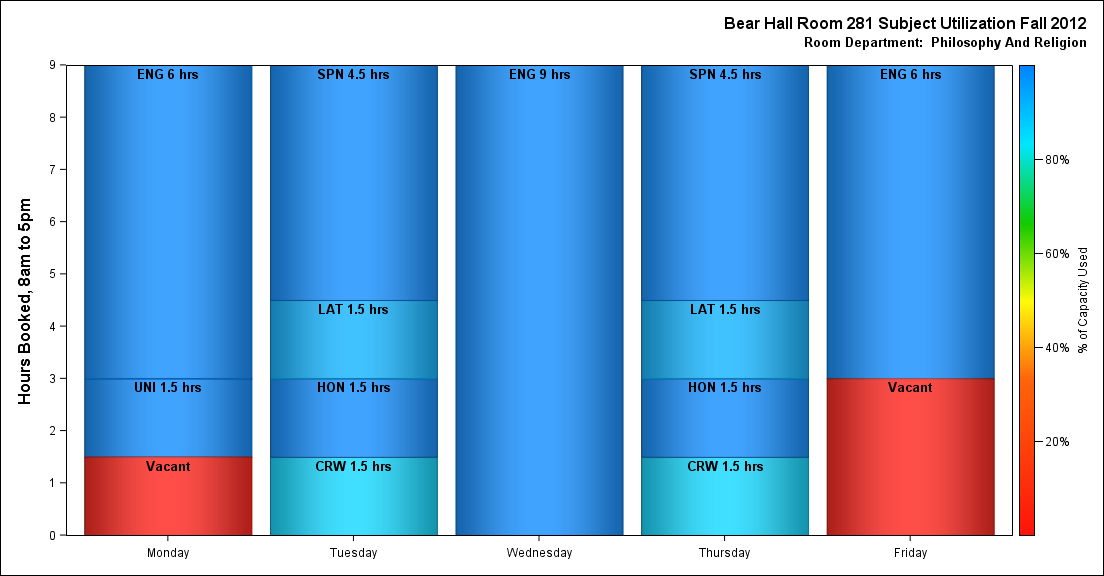 Bear Hall Room 281 Subject Utilization Fall 2012
Room Department:  Philosophy And Religion
Hours Booked, 8am to 5pm
9
8
7
6
5
4
3
2
1
0
ENG 6 hrs
UNI 1.5 hrs
Vacant
SPN 4.5 hrs
LAT 1.5 hrs
HON 1.5 hrs
CRW 1.5 hrs
ENG 9 hrs
SPN 4.5 hrs
LAT 1.5 hrs
HON 1.5 hrs
CRW 1.5 hrs
ENG 6 hrs
Vacant
Monday
Tuesday
Wednesday
Thursday
Friday
80%
60%
40%
20%
% of Capacity Used